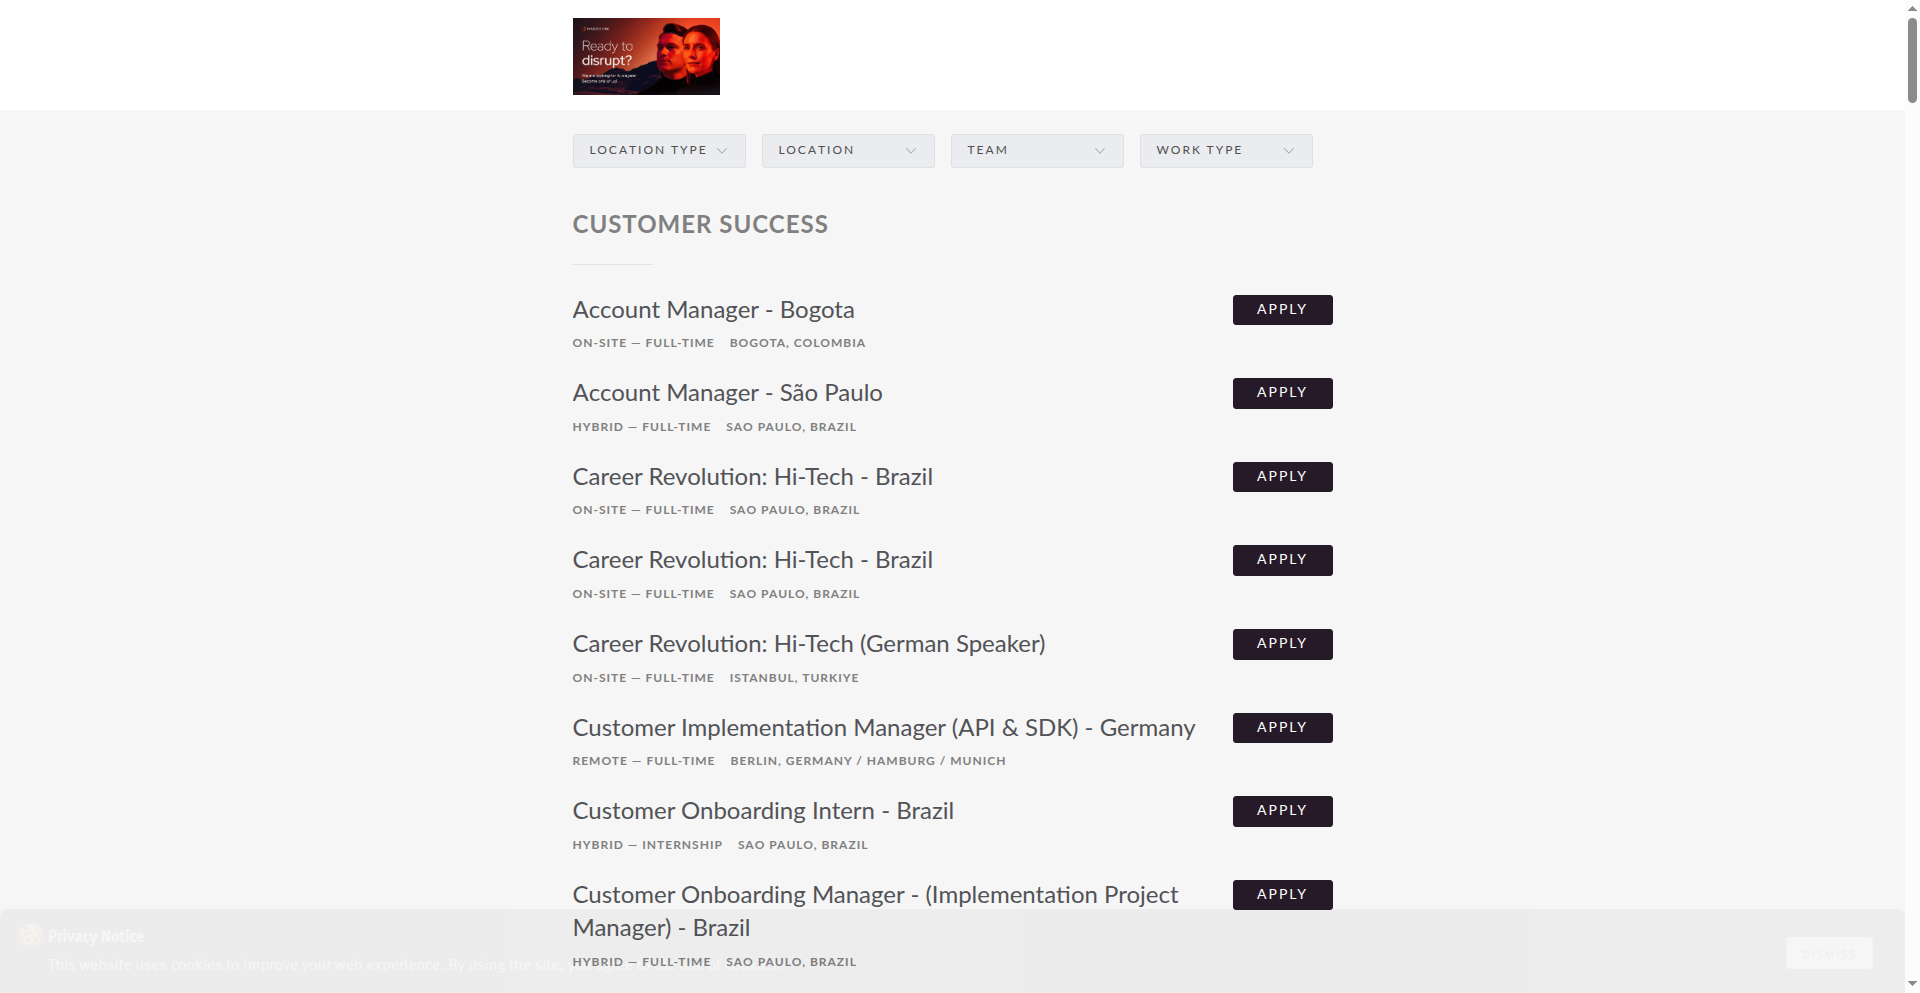 Ready to
disrupt?
LOCATION TYPE
LOCATION
TEAM
WORK TYPE
CUSTOMER SUCCESS
Account Manager - Bogota
APPLY
ON-SITE — FULL-TIME BOGOTA, COLOMBIA
Account Manager - São Paulo
APPLY
HYBRID — FULL-TIME SAO PAULO, BRAZIL
Career Revolution: Hi-Tech - Brazil
APPLY
ON-SITE — FULL-TIME SAO PAULO, BRAZIL
Career Revolution: Hi-Tech - Brazil
APPLY
ON-SITE — FULL-TIME SAO PAULO, BRAZIL
Career Revolution: Hi-Tech (German Speaker)
APPLY
ON-SITE — FULL-TIME ISTANBUL, TURKIYE
Customer Implementation Manager (API & SDK) - Germany
APPLY
REMOTE — FULL-TIME BERLIN, GERMANY / HAMBURG / MUNICH
Customer Onboarding Intern - Brazil
APPLY
HYBRID — INTERNSHIP SAO PAULO, BRAZIL
Customer Onboarding Manager - (Implementation Project
Manager) - Brazil
APPLY
HYBRID — FULL-TIME SAO PAULO, BRAZIL
Privacy Notice
This website uses cookies to improve your web experience. By using the site,
DISMISS